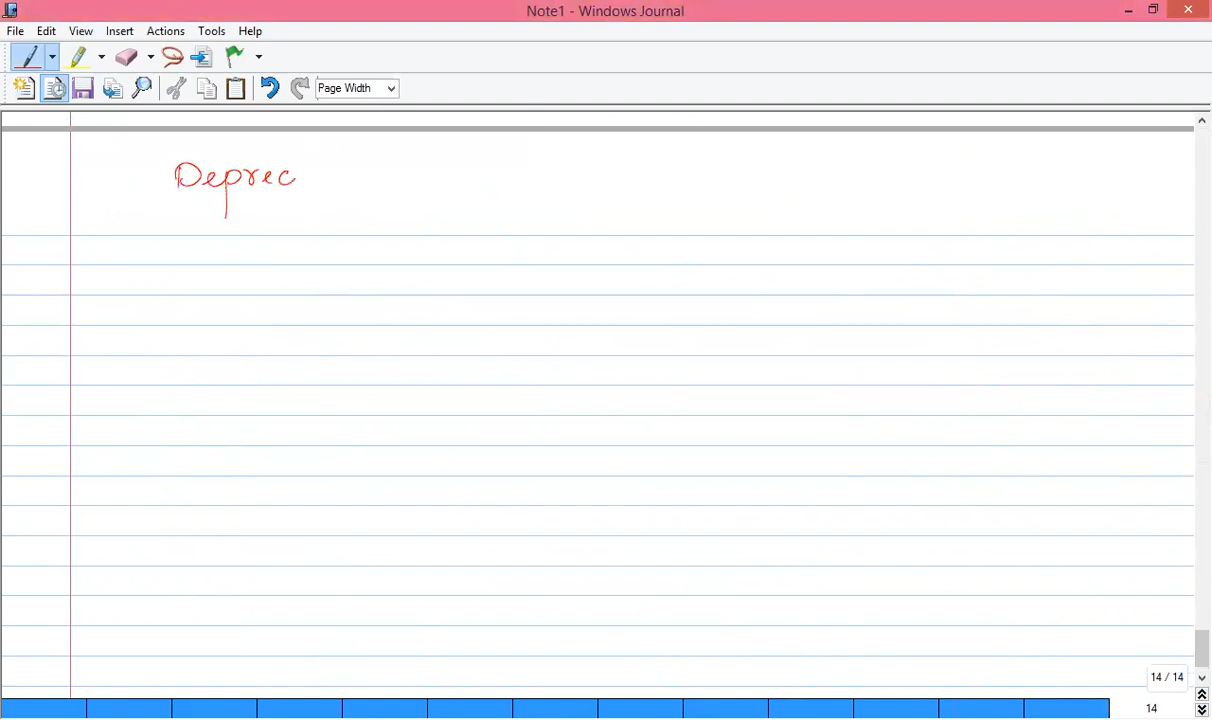 Note1 - Windows Journal
File Edit View Insert Actions Tools Help
Page Width
Deprec
14 / 14
14